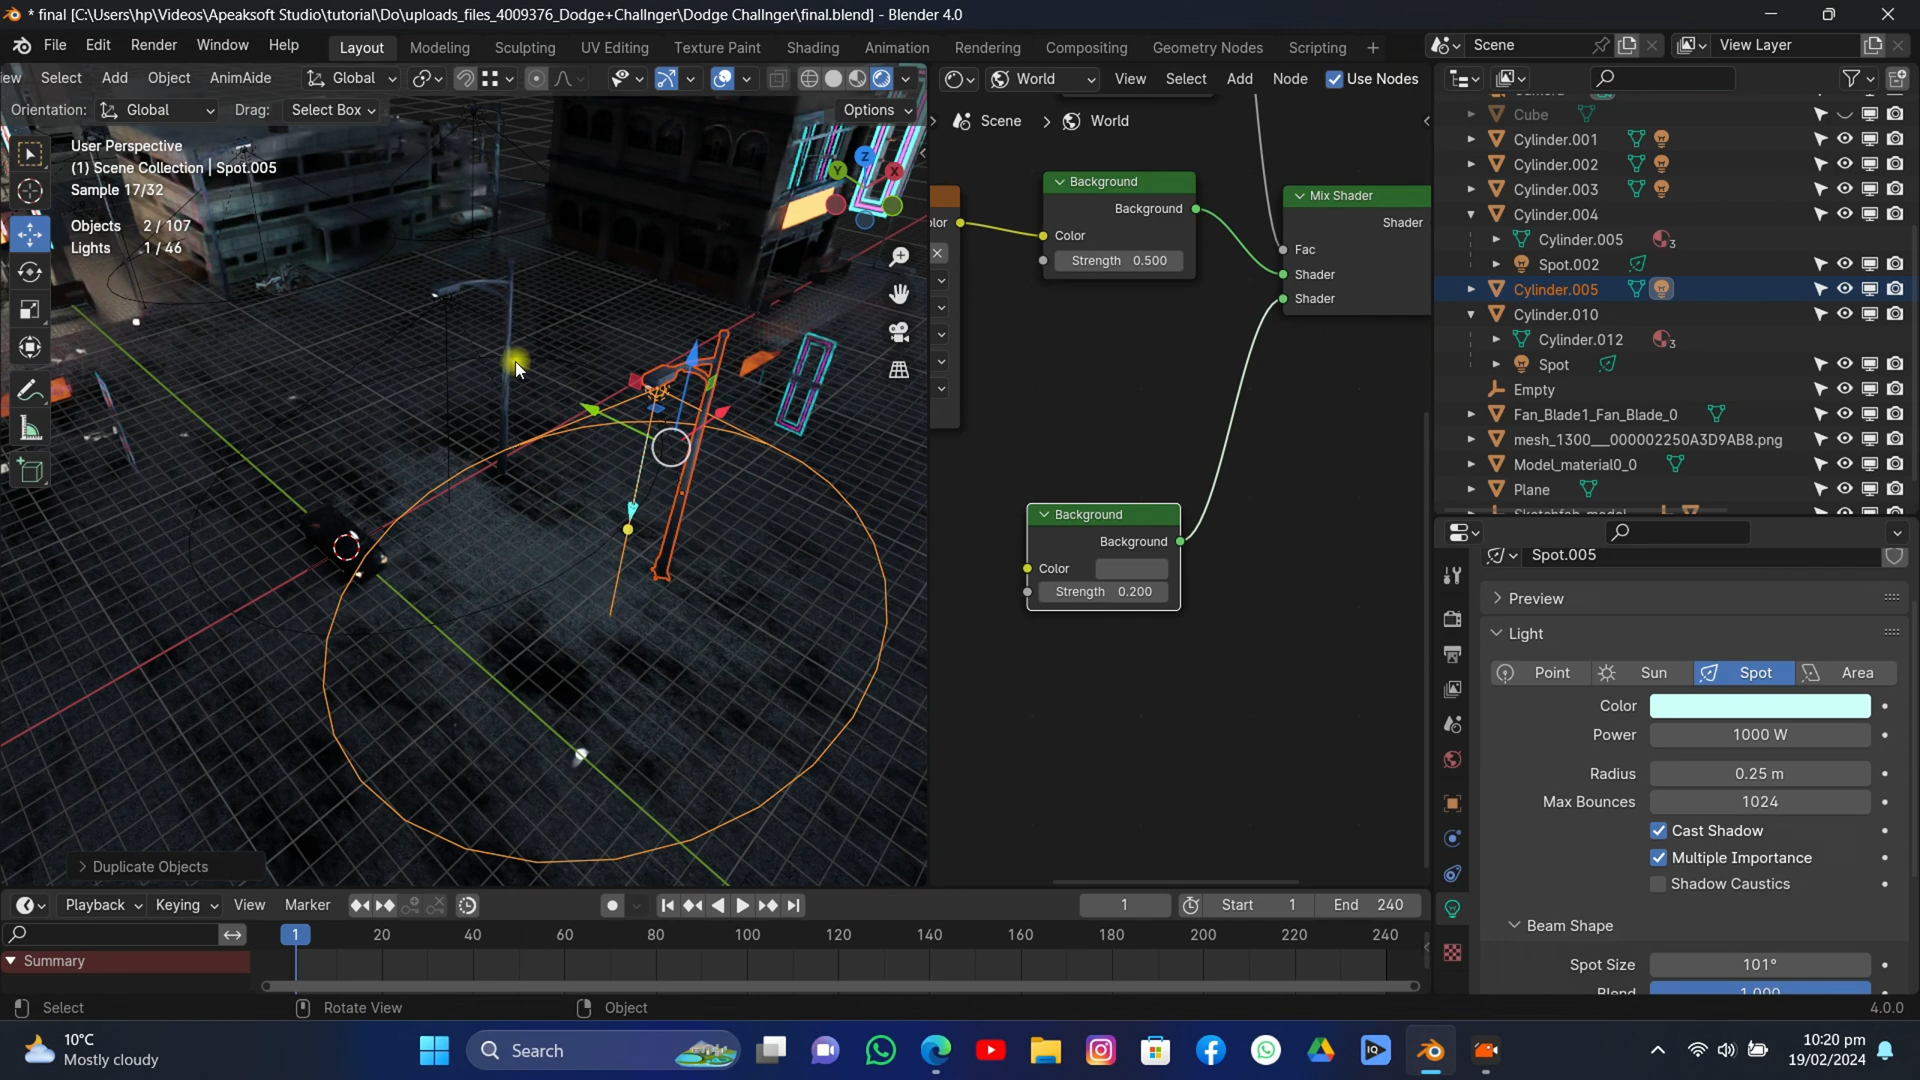 * final [C:\Users\hp\Videos\Apeaksoft Studio\tutorial\Do\uploads_files_4009376_Dodge+Challnger\Dodge Challnger\final.blend] - Blender 4.0
File Edit Render Window Help Layout Modeling Sculpting UV Editing Texture Paint Shading Animation Rendering Compositing Geometry Nodes Scripting + Scene View Layer
ew Select Add Object AnimAide Global World View Select Add Node Use Nodes
Orientation: Global Drag: Select Box Options
User Perspective
(1) Scene Collection | Spot.005
Sample 17/32
Objects 2/107
Lights 1/46
Z
Y
X
Duplicate Objects
Scene > World
olor
Background
Background
Color
Strength 0.500
Mix Shader
Shader
Fac
Shader
Shader
Background
Background
Color
Strength 0.200
Cube
Cylinder.001
Cylinder.002
Cylinder.003
Cylinder.004
Cylinder.005
3
Spot.002
Cylinder.005
Cylinder.010
Cylinder.012
3
Spot
Empty
Fan_Blade1_Fan_Blade_0
mesh_1300___000002250A3D9AB8.png
Model_material0_0
Plane
Spot.005
Preview
Light
Point Sun Spot Area
Color
Power 1000 W
Radius 0.25 m
Max Bounces 1024
Cast Shadow
Multiple Importance
Shadow Caustics
Beam Shape
Spot Size 101°
Blend 1.000
Playback Keying View Marker 1 Start 1 End 240
1 20 40 60 80 100 120 140 160 180 200 220 240
Summary
Select Rotate View Object 4.0.0
10°C
Mostly cloudy
Search
IQ
10:20 pm
19/02/2024